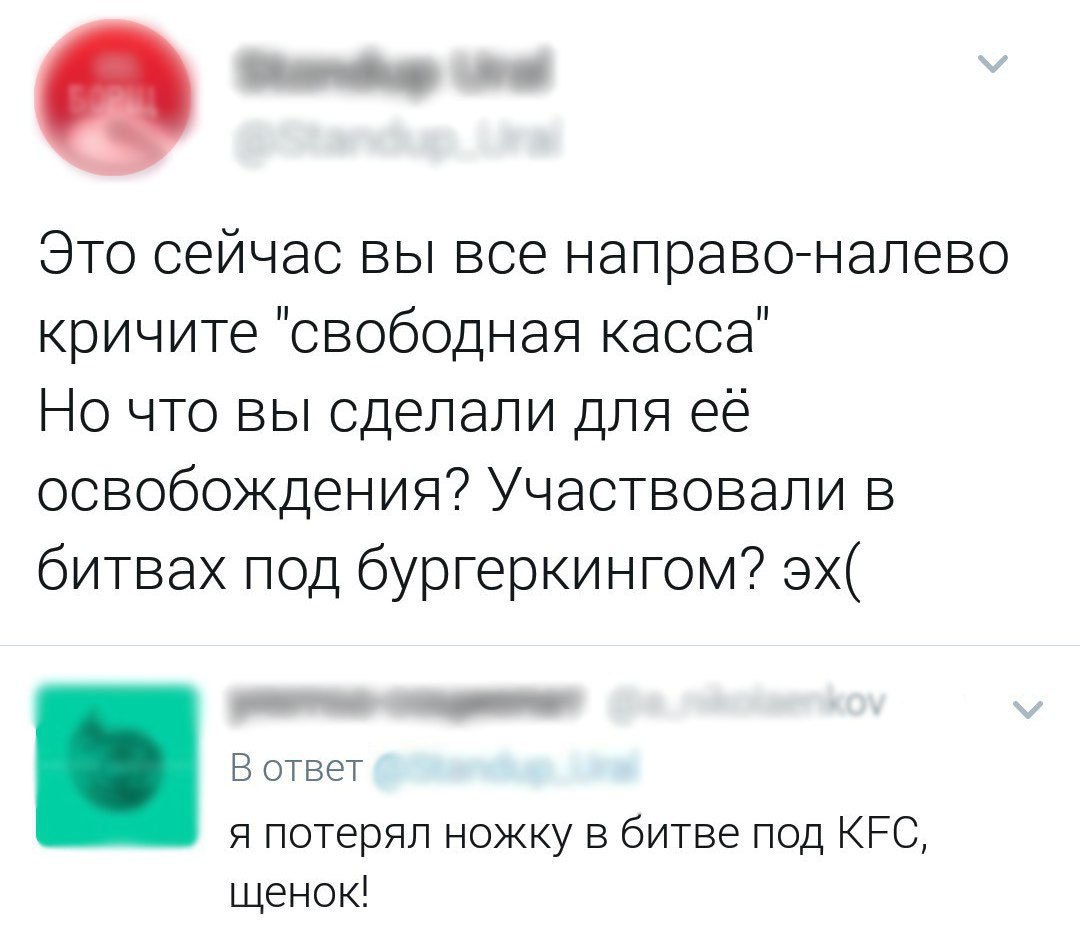 Это сейчас вы все направо-налево
кричите "свободная касса"
Но что вы сделали для её
освобождения? Участвовали в
битвах под бургеркингом? эх(
В ответ
я потерял ножку в битве под KFC,
щенок!